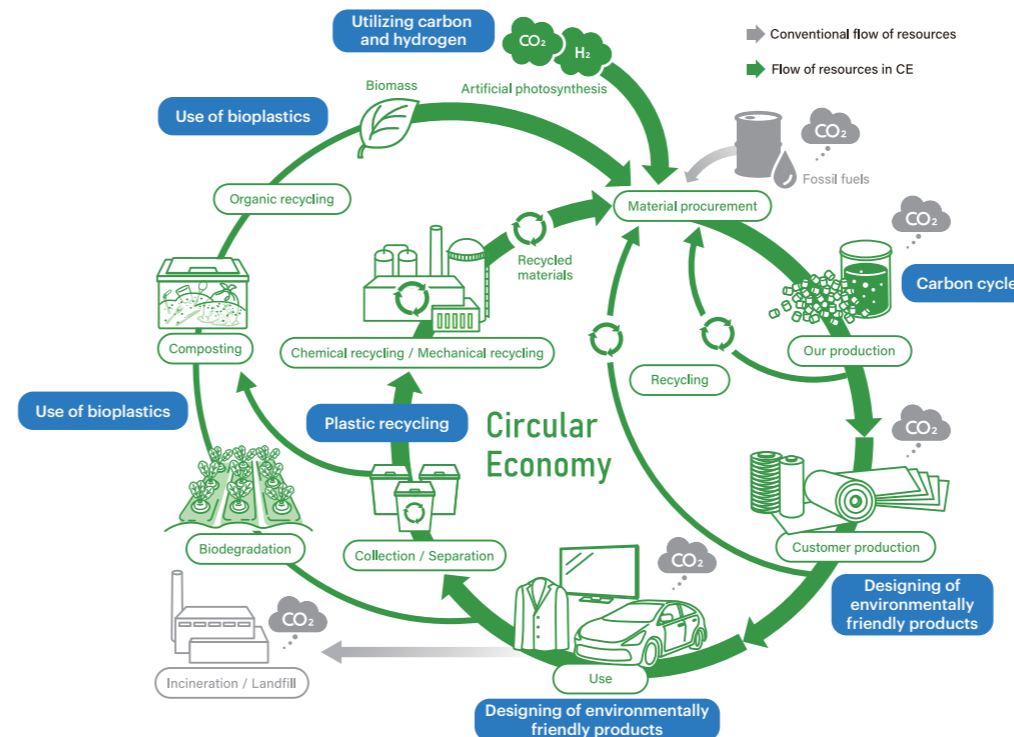 Utilizing carbon
and hydrogen
CO₂
H₂
Conventional flow of resources
Flow of resources in CE
Biomass
Artificial photosynthesis
Use of bioplastics
CO₂
Fossil fuels
Organic recycling
Material procurement
CO₂
Recycled
materials
Carbon cycle
Composting
Chemical recycling / Mechanical recycling
Our production
Recycling
Use of bioplastics
Plastic recycling
Circular
Economy
CO₂
Biodegradation
Collection / Separation
Customer production
CO₂
Designing of
environmentally
friendly products
CO₂
Incineration / Landfill
Use
Designing of environmentally
friendly products